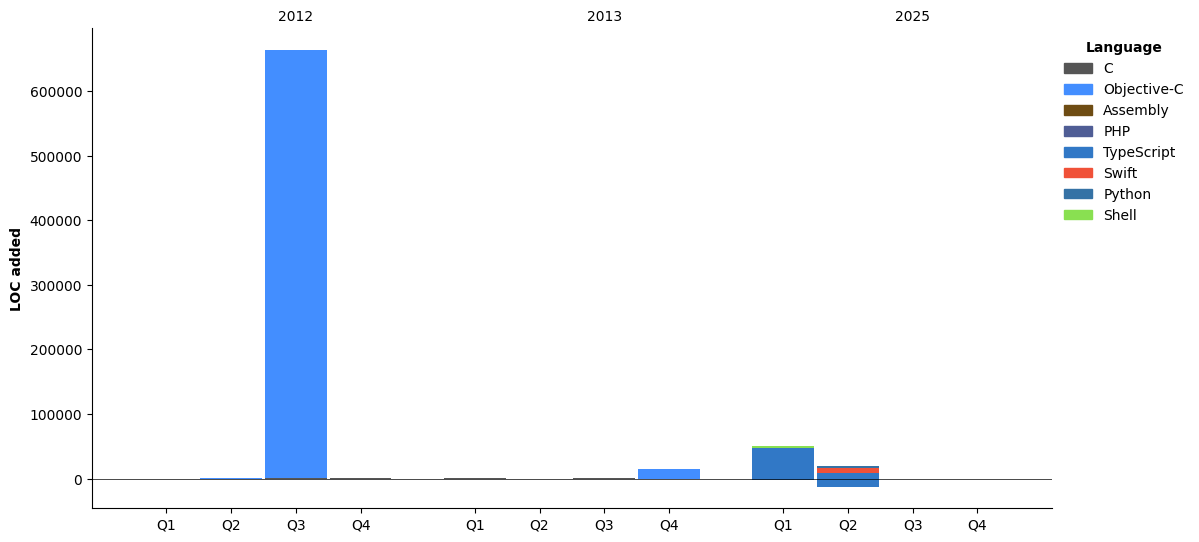 2012 2013 2025
Language
C
Objective-C
Assembly
PHP
TypeScript
Swift
Python
Shell
LOC added
600000
500000
400000
300000
200000
100000
0
Q1 Q2 Q3 Q4 Q1 Q2 Q3 Q4 Q1 Q2 Q3 Q4